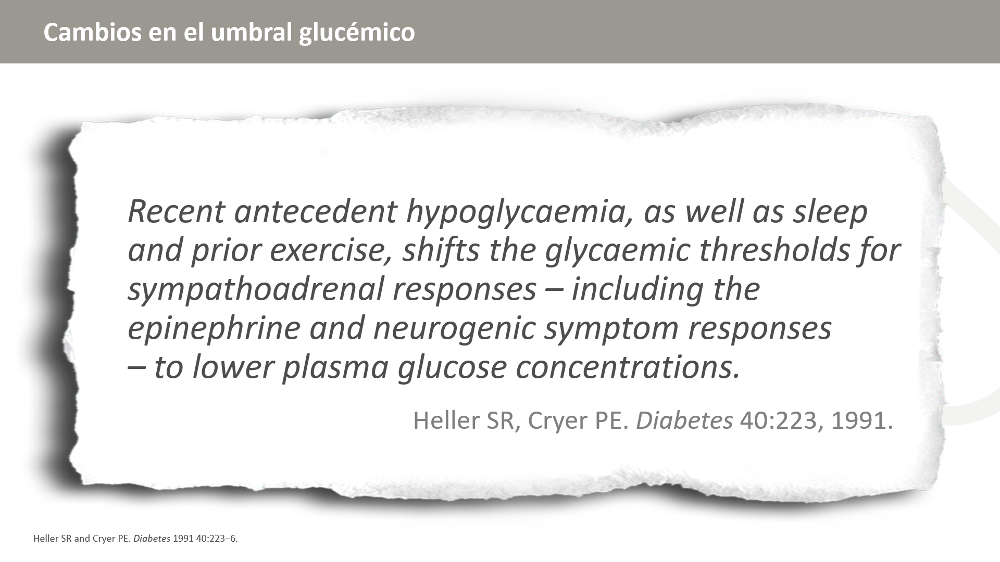 Cambios en el umbral glucémico
Recent antecedent hypoglycaemia, as well as sleep
and prior exercise, shifts the glycaemic thresholds for
sympathoadrenal responses – including the
epinephrine and neurogenic symptom responses
– to lower plasma glucose concentrations.
Heller SR, Cryer PE. Diabetes 40:223, 1991.
Heller SR and Cryer PE. Diabetes 1991 40:223–6.